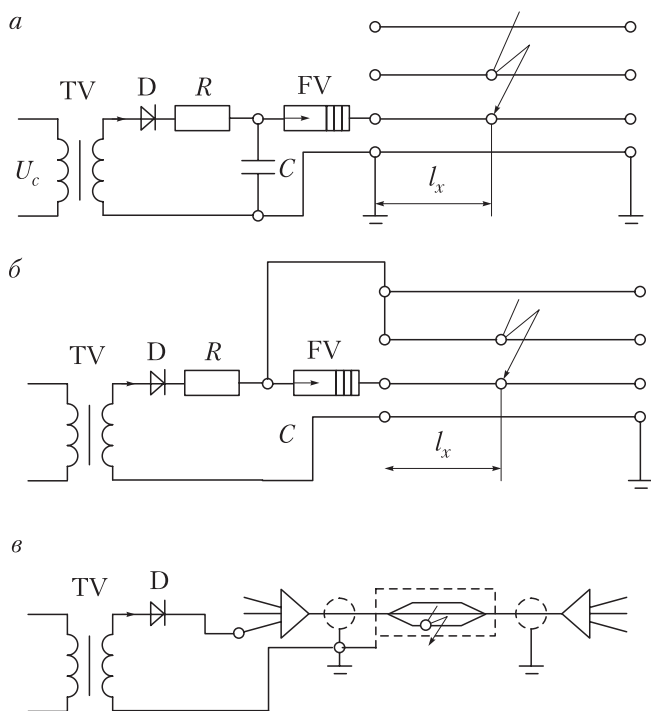 а
TV D R FV
U_c C l_x
б
TV D R FV
C l_x
в
TV D